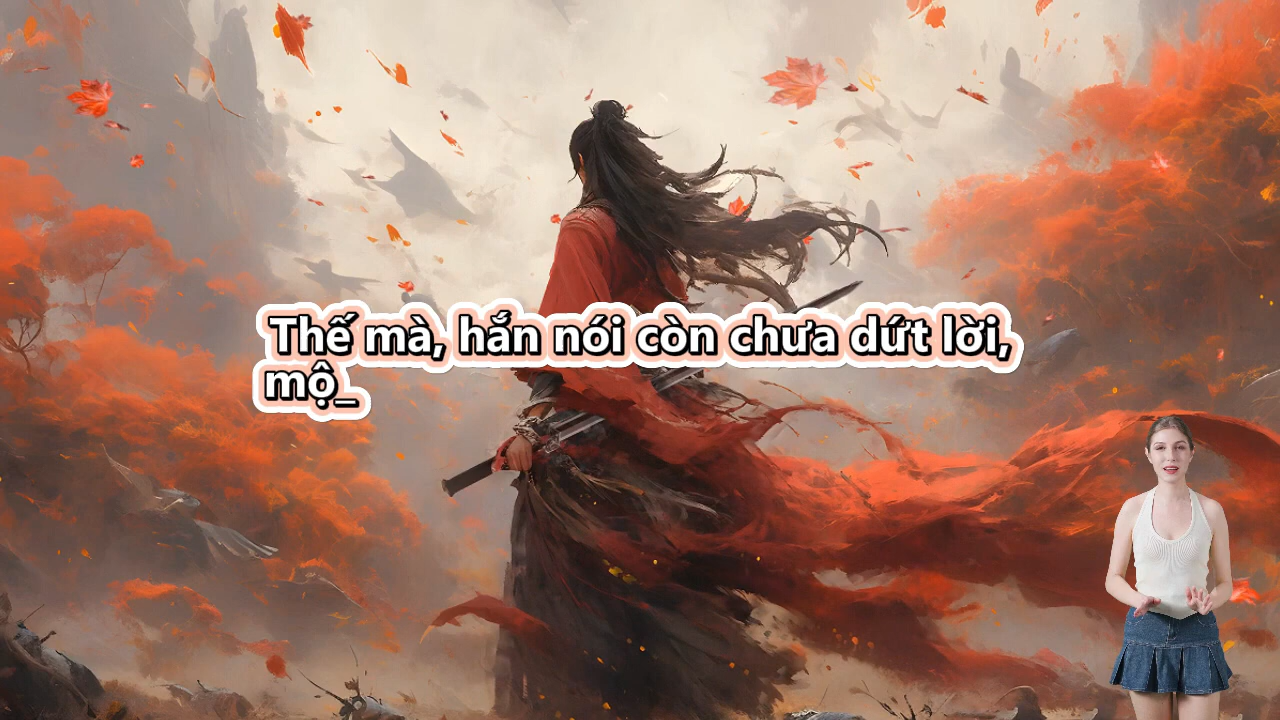 Thế mà, hắn nói còn chưa dứt lời,
mộ_